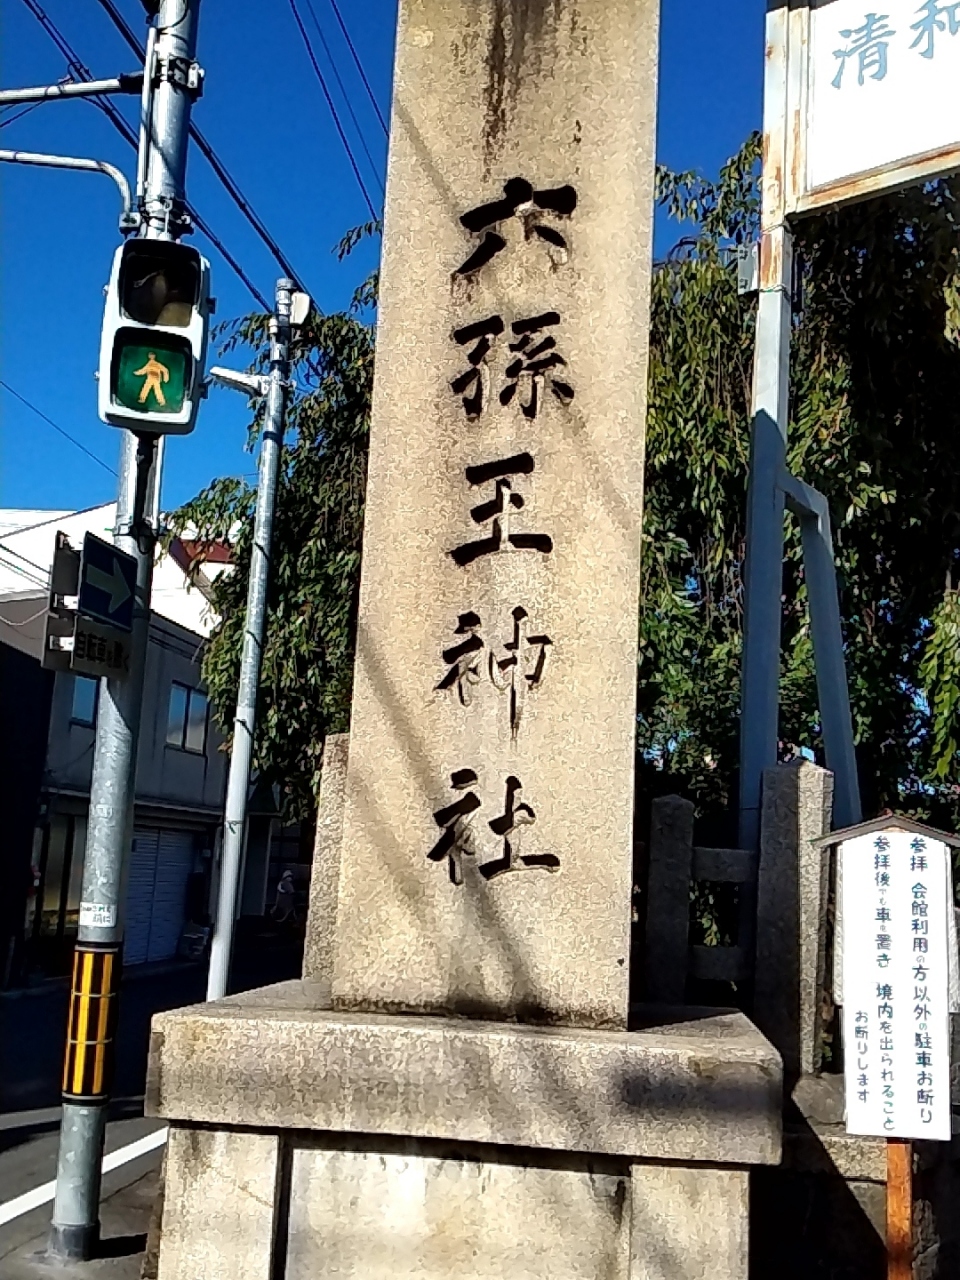 六孫王神社
清和
参拝 会館利用の方以外の駐車お断り
参拝後でも車を置き 境内を出られること
お断りします